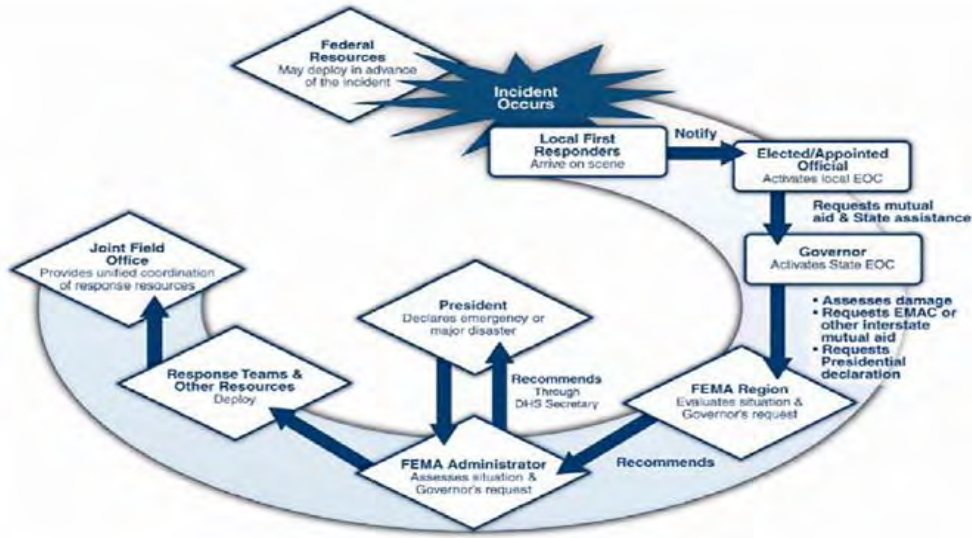 Federal
Resources
May deploy in advance
of the incident
Incident
Occurs
Local First
Responders
Arrive on scene
Notify
Elected/Appointed
Official
Activates local EOC
Requests mutual
aid & State assistance
Governor
Activates State EOC
• Assesses damage
• Requests EMAC or
other interstate
mutual aid
• Requests
Presidential
declaration
FEMA Region
Evaluates situation &
Governor's request
Recommends
FEMA Administrator
Assesses situation &
Governor's request
Recommends
Through
DHS Secretary
President
Declares emergency or
major disaster
Response Teams &
Other Resources
Deploy
Joint Field
Office
Provides unified coordination
of response resources